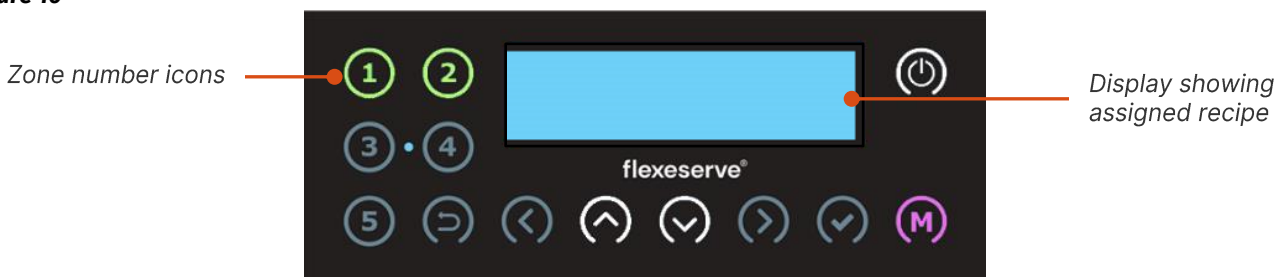 Zone number icons
1 2
Display showing
assigned recipe
3 4
flexeserve®
5 M